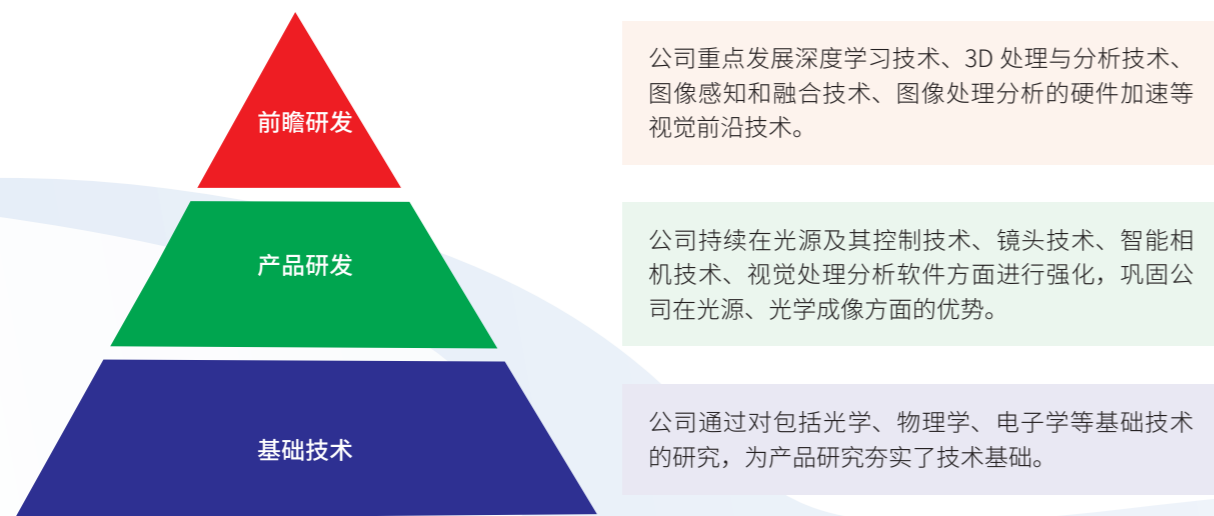 前瞻研发
公司重点发展深度学习技术、3D 处理与分析技术、
图像感知和融合技术、图像处理分析的硬件加速等
视觉前沿技术。
产品研发
公司持续在光源及其控制技术、镜头技术、智能相
机技术、视觉处理分析软件方面进行强化，巩固公
司在光源、光学成像方面的优势。
基础技术
公司通过对包括光学、物理学、电子学等基础技术
的研究，为产品研究夯实了技术基础。